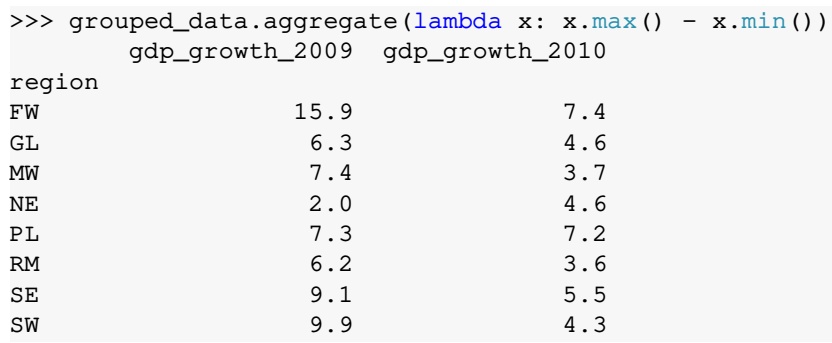 >>> grouped_data.aggregate(lambda x: x.max() - x.min())
        gdp_growth_2009  gdp_growth_2010
region
FW                 15.9              7.4
GL                  6.3              4.6
MW                  7.4              3.7
NE                  2.0              4.6
PL                  7.3              7.2
RM                  6.2              3.6
SE                  9.1              5.5
SW                  9.9              4.3